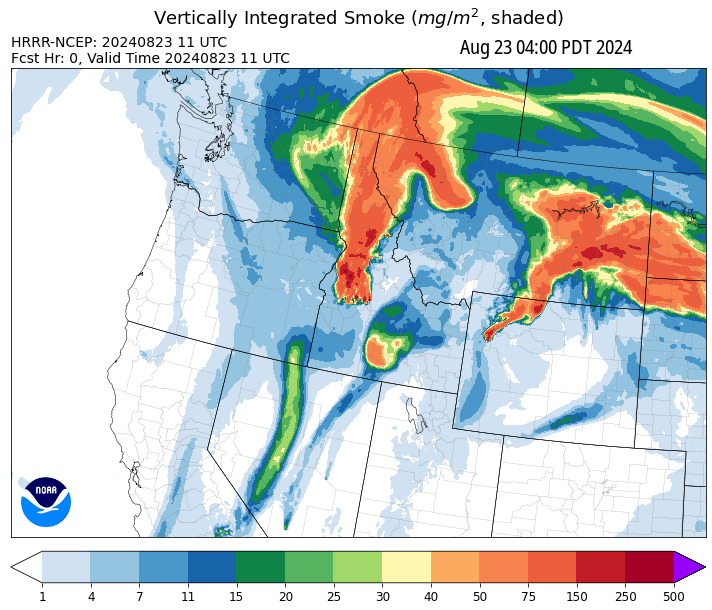 Vertically Integrated Smoke (mg/m², shaded)
HRRR-NCEP: 20240823 11 UTC
Fcst Hr: 0, Valid Time 20240823 11 UTC
Aug 23 04:00 PDT 2024
NOAA
1 4 7 11 15 20 25 30 40 50 75 150 250 500